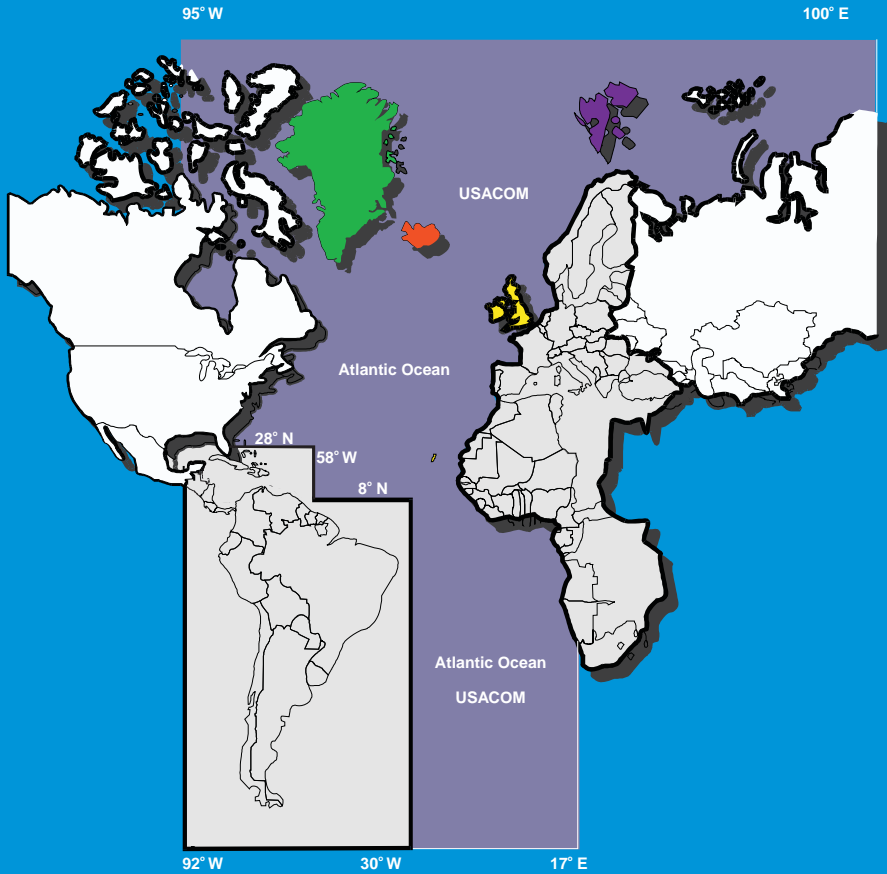 95° W
100° E
USACOM
Atlantic Ocean
28° N
58° W
8° N
Atlantic Ocean
USACOM
92° W
30° W
17° E